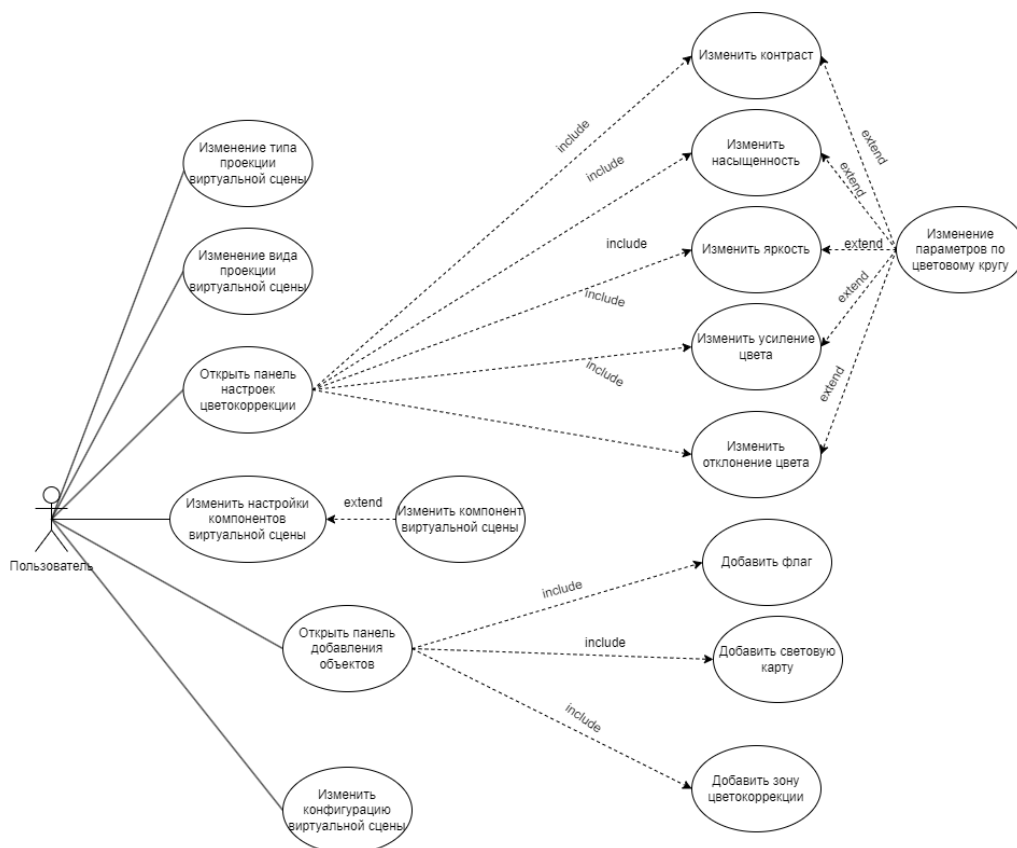 Изменить контраст
include
extend
Изменение типа
проекции
виртуальной сцены
Изменить
насыщенность
include
extend
Изменение вида
проекции
виртуальной сцены
Изменить яркость
include
extend
Изменение
параметров по
цветовому кругу
Открыть панель
настроек
цветокоррекции
include
Изменить усиление
цвета
extend
include
Изменить
отклонение цвета
extend
Пользователь
Изменить настройки
компонентов
виртуальной сцены
extend
Изменить компонент
виртуальной сцены
Открыть панель
добавления
объектов
include
Добавить флаг
include
Добавить световую
карту
include
Добавить зону
цветокоррекции
Изменить
конфигурацию
виртуальной сцены